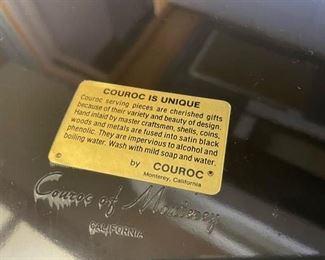 COUROC IS UNIQUE
Couroc serving pieces are cherished gifts
because of their variety and beauty of design.
Hand inlaid by master craftsmen, shells, coins,
woods and metals are fused into satin black
phenolic. They are impervious to alcohol and
boiling water. Wash with mild soap and water.
by COUROC ®
Monterey, California
©
Couroc of Monterey
CALIFORNIA